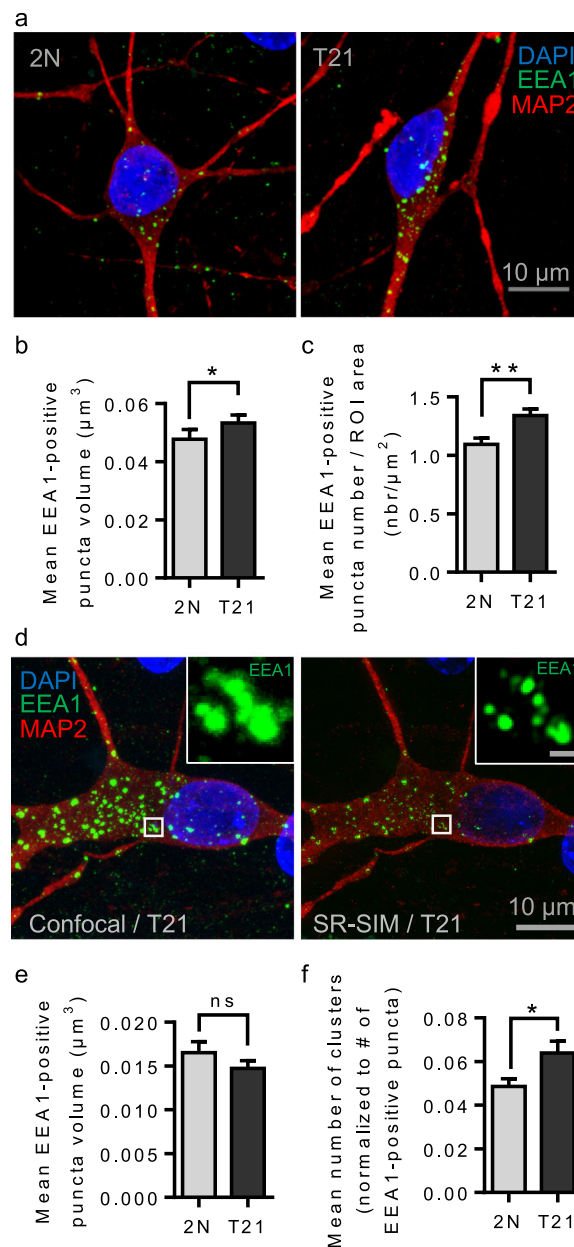 a
2N
T21
DAPI
EEA1
MAP2
10 µm
b
Mean EEA1-positive
puncta volume (µm³)
0.06
0.04
0.02
0.00
2N T21
*
c
Mean EEA1-positive
puncta number / ROI area
(nbr/µm²)
1.5
1.0
0.5
0.0
2N T21
**
d
DAPI
EEA1
MAP2
EEA1
Confocal / T21
EEA1
SR-SIM / T21
10 µm
e
Mean EEA1-positive
puncta volume (µm³)
0.020
0.015
0.010
0.005
0.000
2N T21
ns
f
Mean number of clusters
(normalized to # of
EEA1-positive puncta)
0.08
0.06
0.04
0.02
0.00
2N T21
*